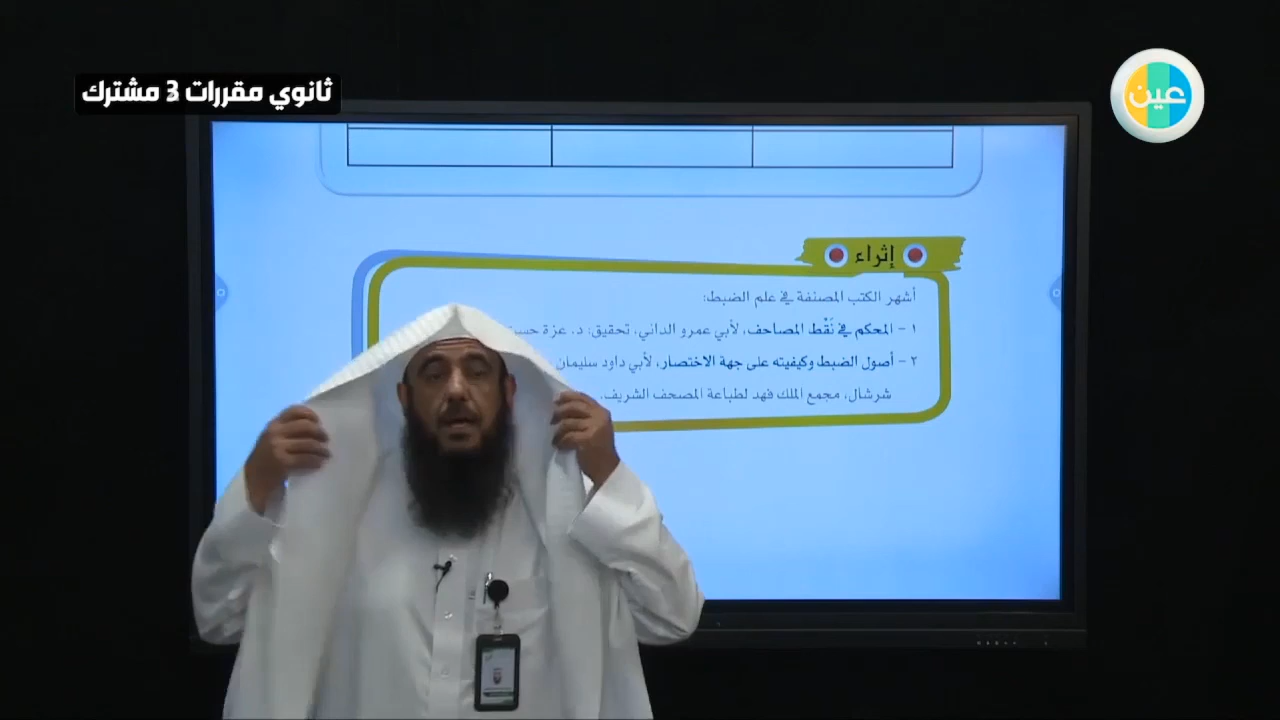 ثانوي مقررات 3 مشترك
عين
إثراء
أشهر الكتب المصنفة في علم الضبط:
١ - المحكم في نَقْط المصاحف، لأبي عمرو الداني، تحقيق: د. عزة حسن
٢ - أصول الضبط وكيفيته على جهة الاختصار، لأبي داود سليمان
شرشال، مجمع الملك فهد لطباعة المصحف الشريف.